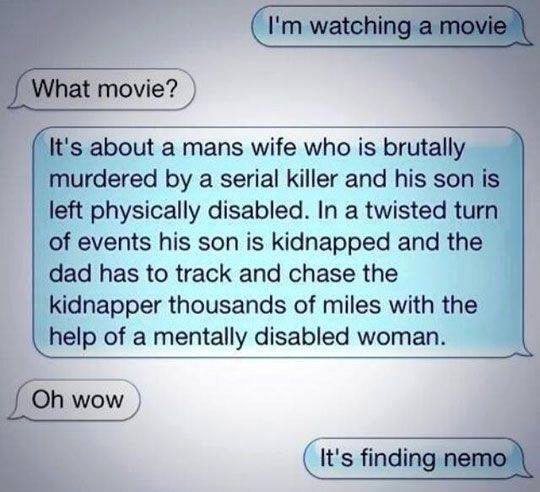 I'm watching a movie
What movie?
It's about a mans wife who is brutally
murdered by a serial killer and his son is
left physically disabled. In a twisted turn
of events his son is kidnapped and the
dad has to track and chase the
kidnapper thousands of miles with the
help of a mentally disabled woman.
Oh wow
It's finding nemo